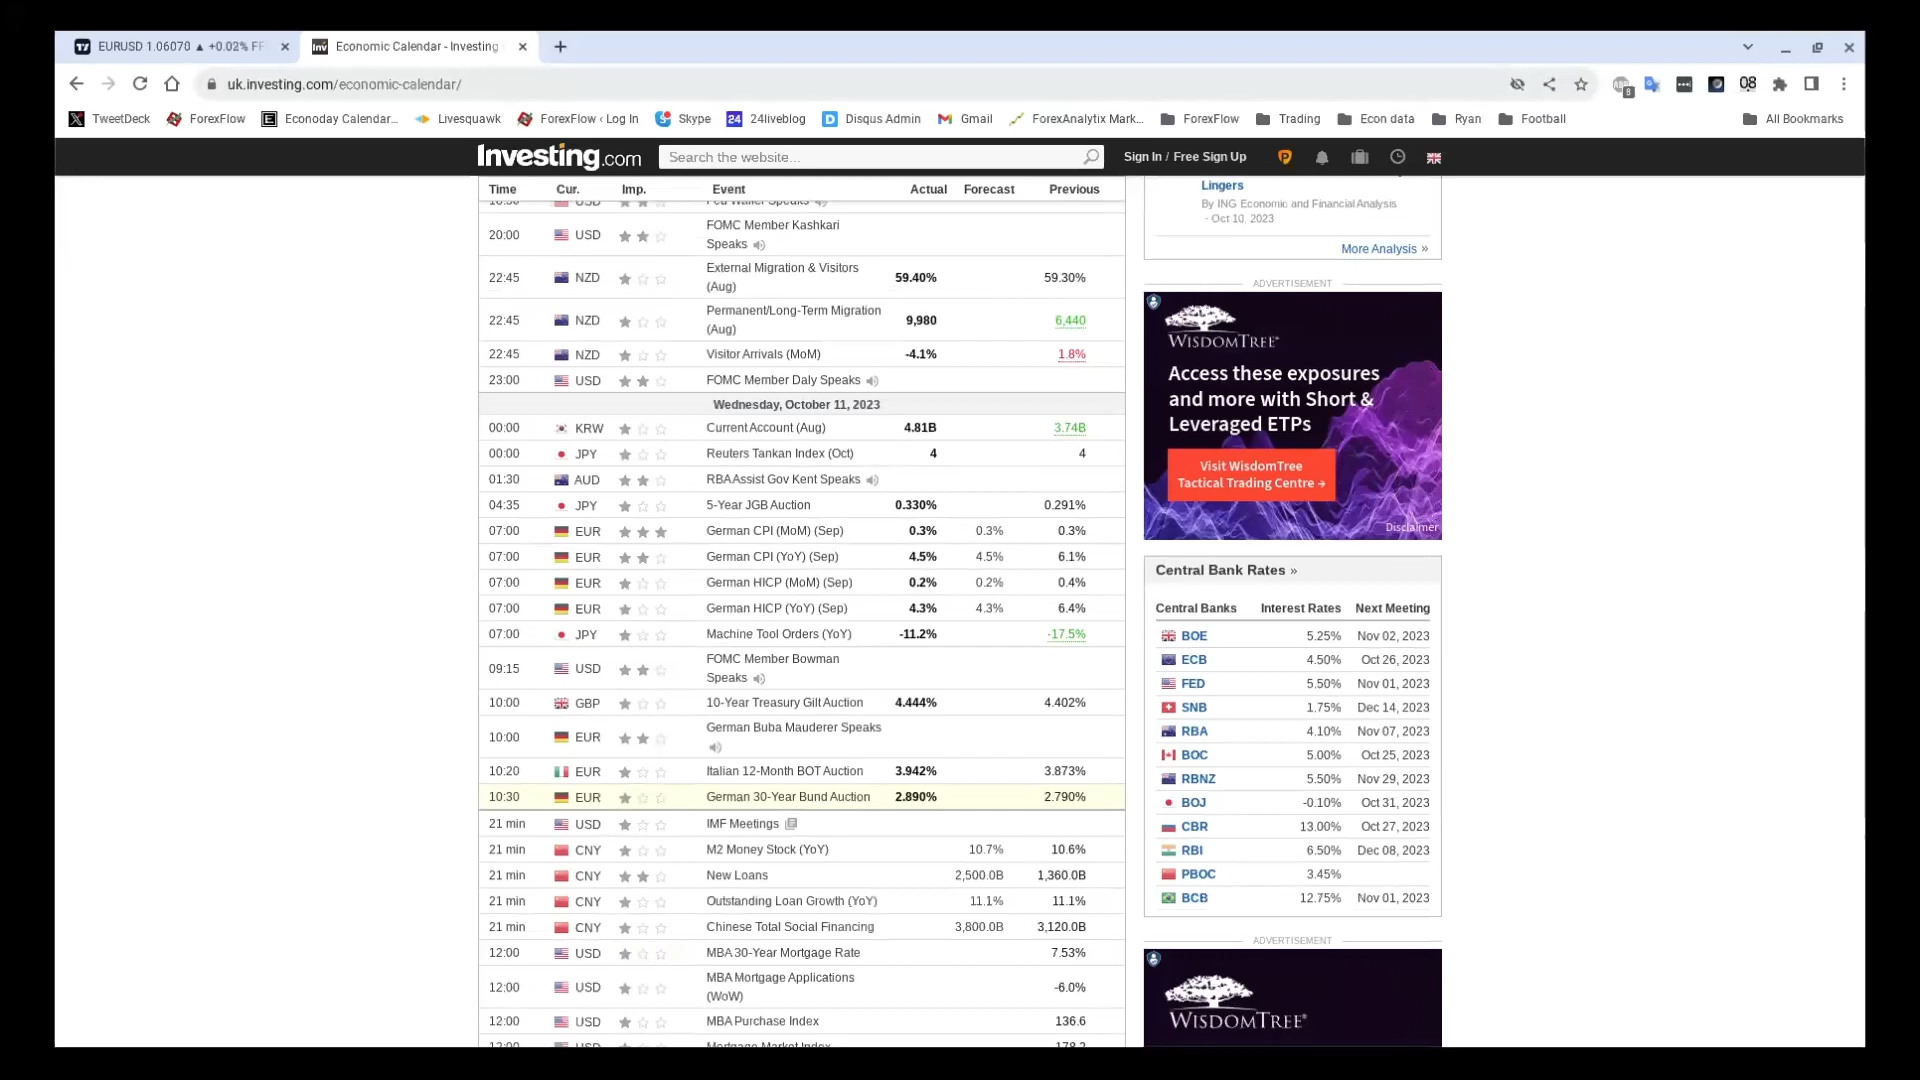 EURUSD 1.06070 ▲ +0.02% FF
Economic Calendar - Investing
uk.investing.com/economic-calendar/
8
08
TweetDeck ForexFlow Econoday Calendar... Livesquawk ForexFlow ‹ Log In Skype 24 24liveblog Disqus Admin Gmail ForexAnalytix Mark... ForexFlow Trading Econ data Ryan Football All Bookmarks
Investing.com Search the website... Sign In / Free Sign Up
Time Cur. Imp. Event Actual Forecast Previous
20:00 USD FOMC Member Kashkari
Speaks
22:45 NZD External Migration & Visitors
(Aug) 59.40% 59.30%
22:45 NZD Permanent/Long-Term Migration
(Aug) 9,980 6,440
22:45 NZD Visitor Arrivals (MoM) -4.1% 1.8%
23:00 USD FOMC Member Daly Speaks
Wednesday, October 11, 2023
00:00 KRW Current Account (Aug) 4.81B 3.74B
00:00 JPY Reuters Tankan Index (Oct) 4 4
01:30 AUD RBA Assist Gov Kent Speaks
04:35 JPY 5-Year JGB Auction 0.330% 0.291%
07:00 EUR German CPI (MoM) (Sep) 0.3% 0.3% 0.3%
07:00 EUR German CPI (YoY) (Sep) 4.5% 4.5% 6.1%
07:00 EUR German HICP (MoM) (Sep) 0.2% 0.2% 0.4%
07:00 EUR German HICP (YoY) (Sep) 4.3% 4.3% 6.4%
07:00 JPY Machine Tool Orders (YoY) -11.2% -17.5%
09:15 USD FOMC Member Bowman
Speaks
10:00 GBP 10-Year Treasury Gilt Auction 4.444% 4.402%
10:00 EUR German Buba Mauderer Speaks
10:20 EUR Italian 12-Month BOT Auction 3.942% 3.873%
10:30 EUR German 30-Year Bund Auction 2.890% 2.790%
21 min USD IMF Meetings
21 min CNY M2 Money Stock (YoY) 10.7% 10.6%
21 min CNY New Loans 2,500.0B 1,360.0B
21 min CNY Outstanding Loan Growth (YoY) 11.1% 11.1%
21 min CNY Chinese Total Social Financing 3,800.0B 3,120.0B
12:00 USD MBA 30-Year Mortgage Rate 7.53%
12:00 USD MBA Mortgage Applications
(WoW) -6.0%
12:00 USD MBA Purchase Index 136.6
12:00 USD Mortgage Market Index 178.2
Lingers
By ING Economic and Financial Analysis
- Oct 10, 2023
More Analysis »
ADVERTISEMENT
WISDOMTREE®
Access these exposures
and more with Short &
Leveraged ETPs
Visit WisdomTree
Tactical Trading Centre →
Disclaimer
Central Bank Rates »
Central Banks Interest Rates Next Meeting
BOE 5.25% Nov 02, 2023
ECB 4.50% Oct 26, 2023
FED 5.50% Nov 01, 2023
SNB 1.75% Dec 14, 2023
RBA 4.10% Nov 07, 2023
BOC 5.00% Oct 25, 2023
RBNZ 5.50% Nov 29, 2023
BOJ -0.10% Oct 31, 2023
CBR 13.00% Oct 27, 2023
RBI 6.50% Dec 08, 2023
PBOC 3.45%
BCB 12.75% Nov 01, 2023
ADVERTISEMENT
WISDOMTREE®